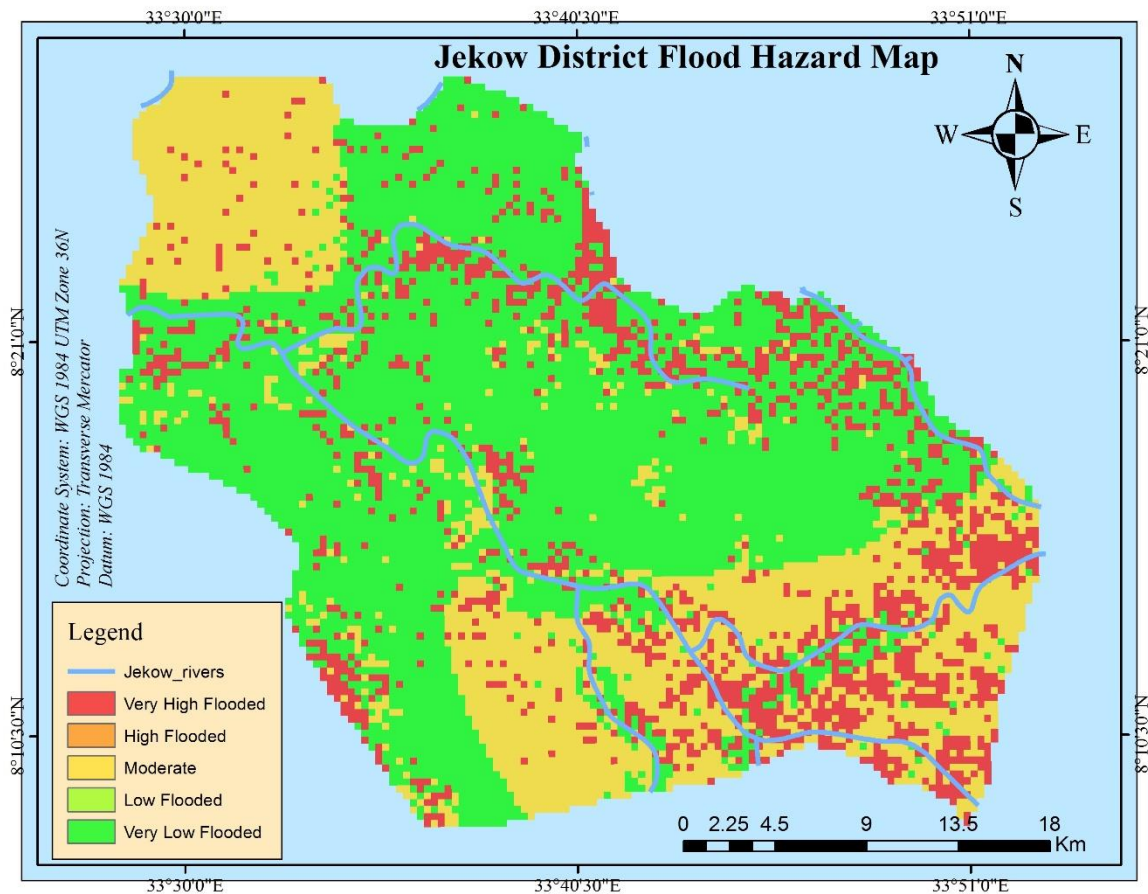 33°30'0"E 33°40'30"E 33°51'0"E
Jekow District Flood Hazard Map
N
W E
S
8°21'0"N 8°21'0"N
Coordinate System: WGS 1984 UTM Zone 36N
Projection: Transverse Mercator
Datum: WGS 1984
Legend
Jekow_rivers
Very High Flooded
High Flooded
Moderate
Low Flooded
Very Low Flooded
8°10'30"N 8°10'30"N
0 2.25 4.5 9 13.5 18
Km
33°30'0"E 33°40'30"E 33°51'0"E